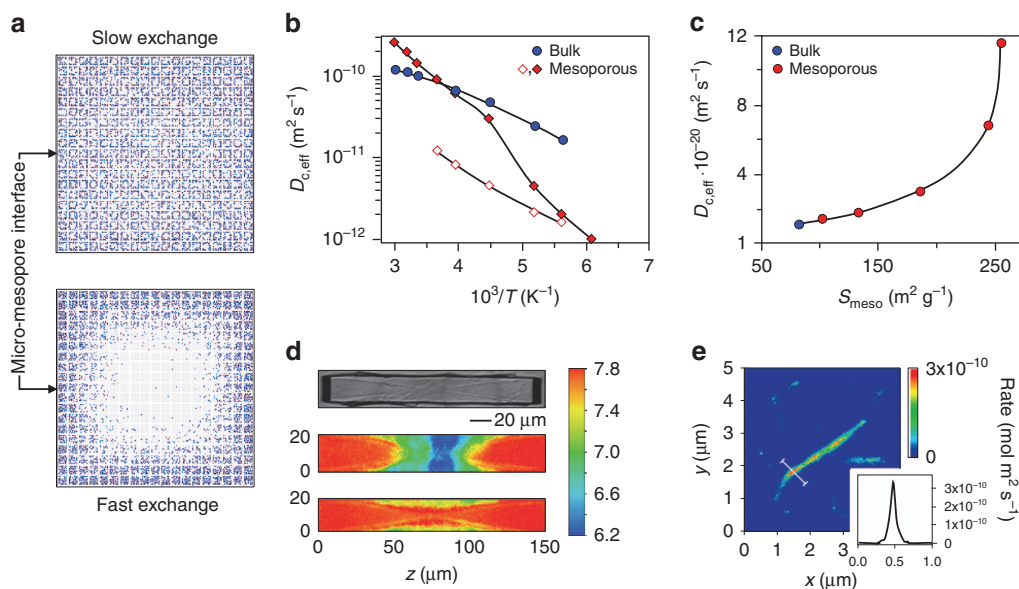 a
Slow exchange
Micro-mesopore interface
Fast exchange
b
Bulk
Mesoporous
D_c,eff (m² s⁻¹)
10⁻¹⁰
10⁻¹¹
10⁻¹²
3 4 5 6 7
10³/T (K⁻¹)
c
Bulk
Mesoporous
D_c,eff · 10⁻²⁰ (m² s⁻¹)
12
8
4
1
50 150 250
S_meso (m² g⁻¹)
d
20 μm
20
0
20
0
0 50 100 150
z (μm)
7.8
7.4
7.0
6.6
6.2
e
5
4
3
2
1
0
y (μm)
0 1 2 3
x (μm)
3x10⁻¹⁰
0
Rate (mol m⁻² s⁻¹)
3x10⁻¹⁰
2x10⁻¹⁰
1x10⁻¹⁰
0
0.0 0.5 1.0